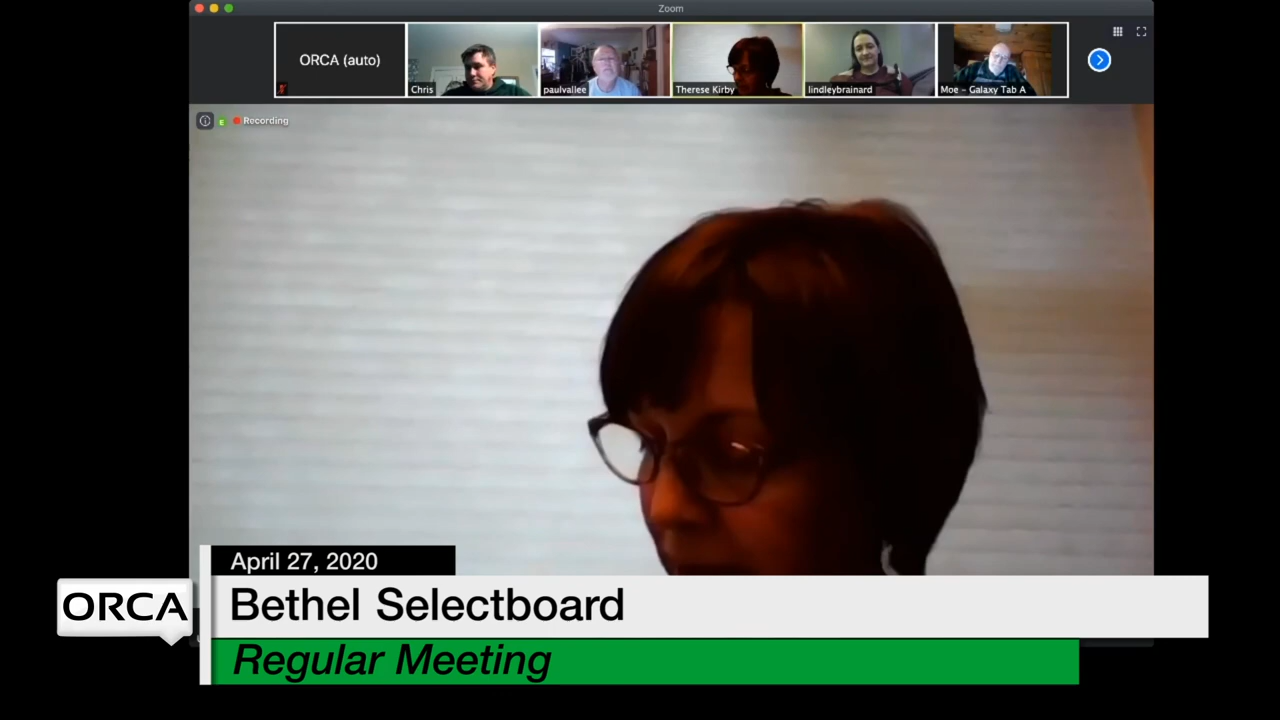 Zoom
ORCA (auto)
Chris
paulvallee
Therese Kirby
lindleybrainard
Moe - Galaxy Tab A
E
Recording
April 27, 2020
ORCA
Bethel Selectboard
Regular Meeting